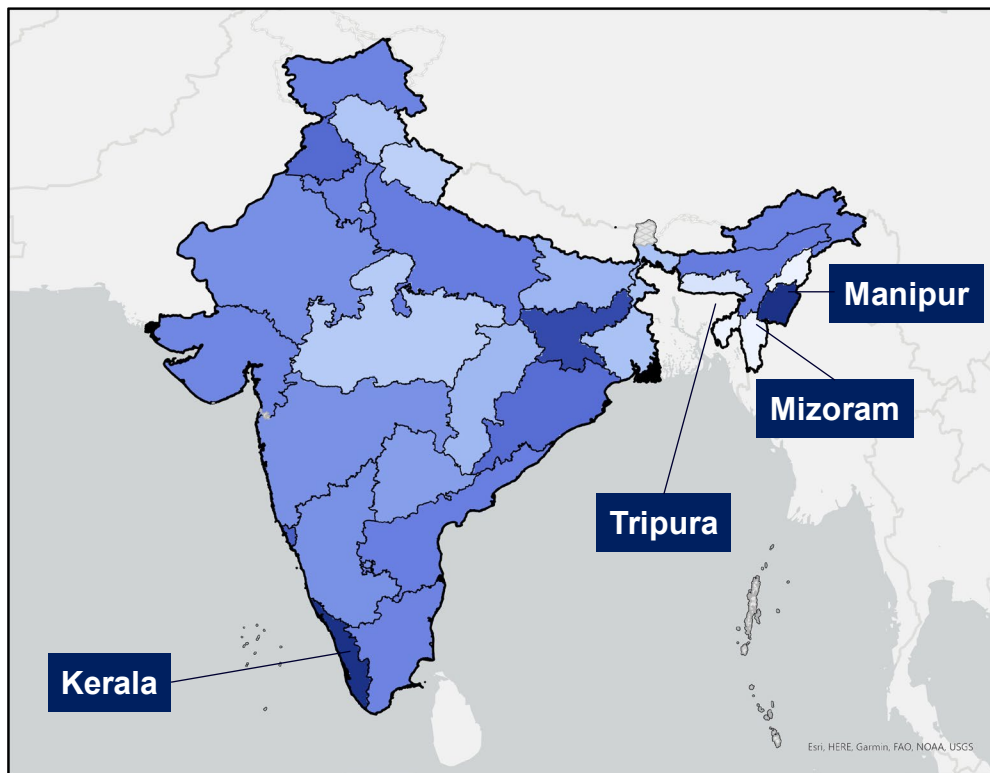 Manipur
Mizoram
Tripura
Kerala
Esri, HERE, Garmin, FAO, NOAA, USGS